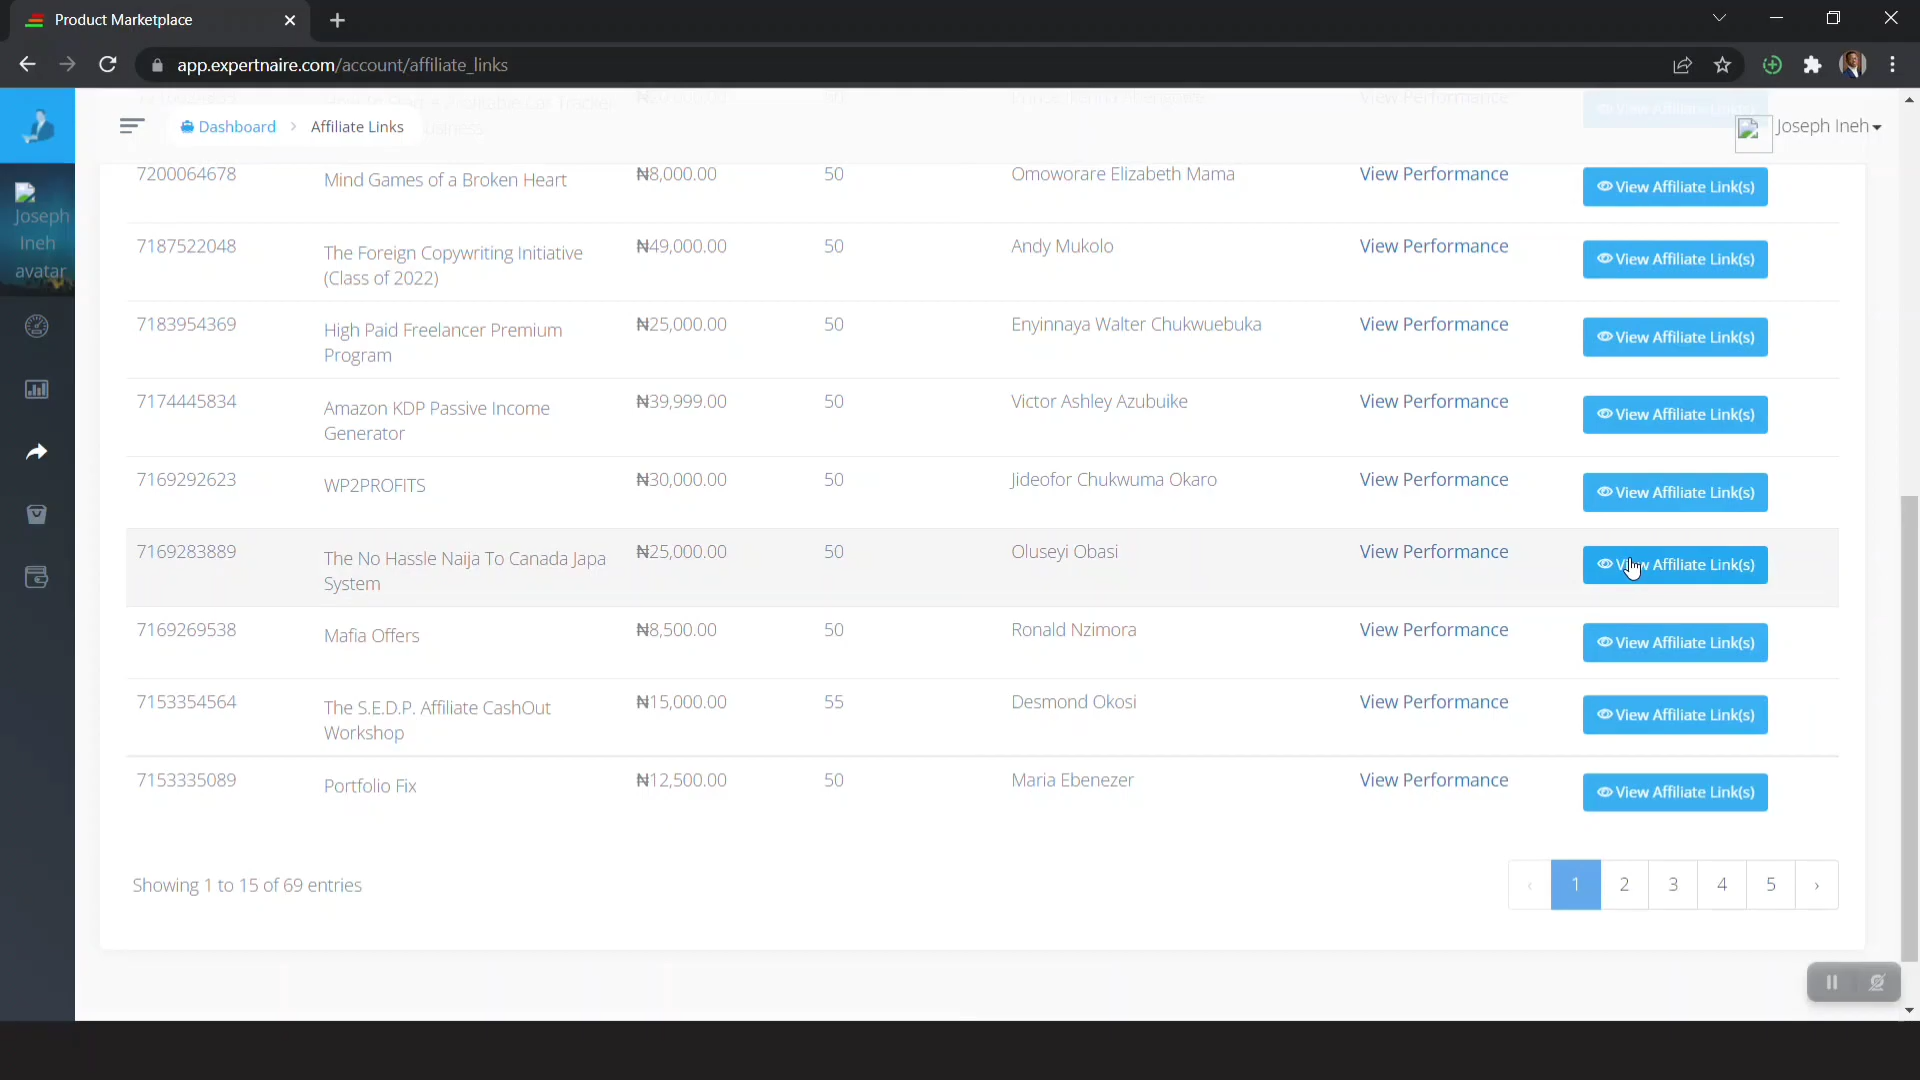 Product Marketplace
app.expertnaire.com/account/affiliate_links
Dashboard > Affiliate Links
Joseph Ineh
Joseph
Ineh
avatar
7200064678 Mind Games of a Broken Heart ₦8,000.00 50 Omoworare Elizabeth Mama View Performance View Affiliate Link(s)
7187522048 The Foreign Copywriting Initiative ₦49,000.00 50 Andy Mukolo View Performance View Affiliate Link(s)
(Class of 2022)
7183954369 High Paid Freelancer Premium ₦25,000.00 50 Enyinnaya Walter Chukwuebuka View Performance View Affiliate Link(s)
Program
7174445834 Amazon KDP Passive Income ₦39,999.00 50 Victor Ashley Azubuike View Performance View Affiliate Link(s)
Generator
7169292623 WP2PROFITS ₦30,000.00 50 Jideofor Chukwuma Okaro View Performance View Affiliate Link(s)
7169283889 The No Hassle Naija To Canada Japa ₦25,000.00 50 Oluseyi Obasi View Performance View Affiliate Link(s)
System
7169269538 Mafia Offers ₦8,500.00 50 Ronald Nzimora View Performance View Affiliate Link(s)
7153354564 The S.E.D.P. Affiliate CashOut ₦15,000.00 55 Desmond Okosi View Performance View Affiliate Link(s)
Workshop
7153335089 Portfolio Fix ₦12,500.00 50 Maria Ebenezer View Performance View Affiliate Link(s)
Showing 1 to 15 of 69 entries
‹ 1 2 3 4 5 ›